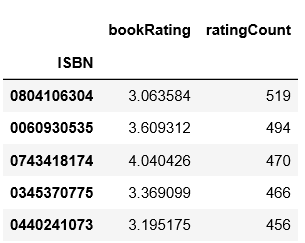 bookRating ratingCount
ISBN
0804106304 3.063584 519
0060930535 3.609312 494
0743418174 4.040426 470
0345370775 3.369099 466
0440241073 3.195175 456